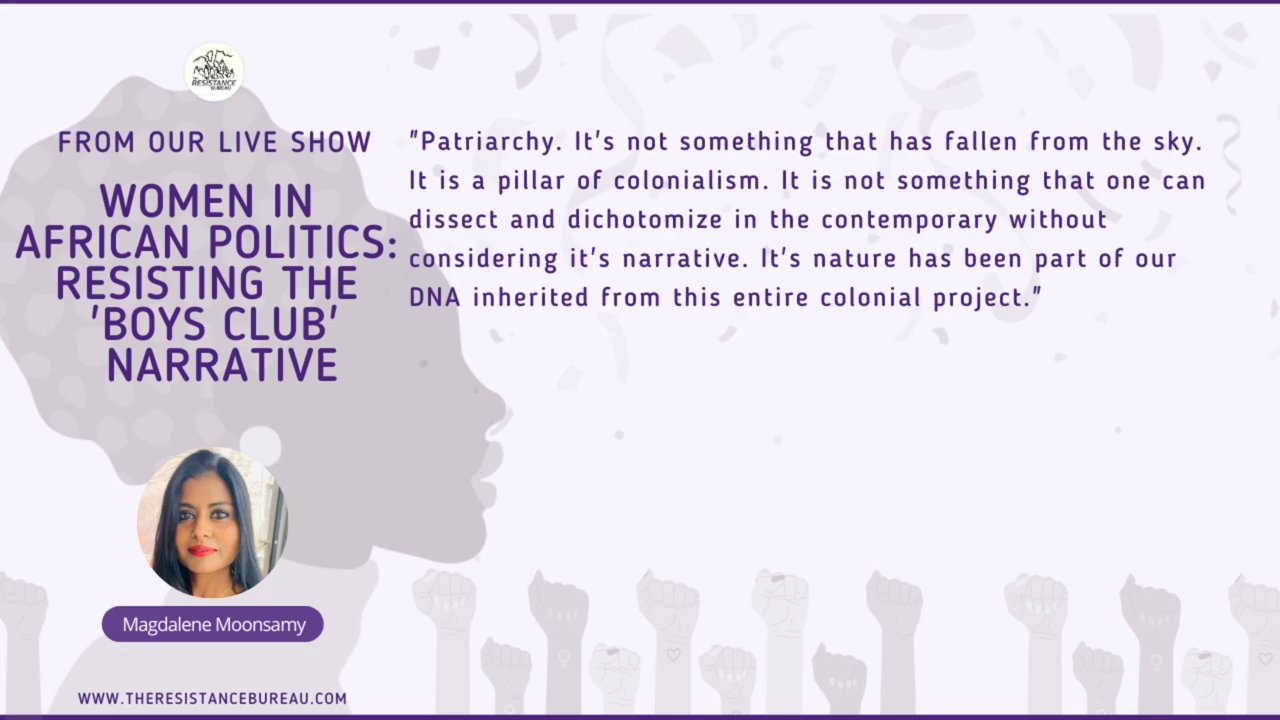 THE
RESISTANCE
BUREAU
FROM OUR LIVE SHOW
WOMEN IN
AFRICAN POLITICS:
RESISTING THE
'BOYS CLUB'
NARRATIVE
"Patriarchy. It's not something that has fallen from the sky.
It is a pillar of colonialism. It is not something that one can
dissect and dichotomize in the contemporary without
considering it's narrative. It's nature has been part of our
DNA inherited from this entire colonial project."
Magdalene Moonsamy
WWW.THERESISTANCEBUREAU.COM